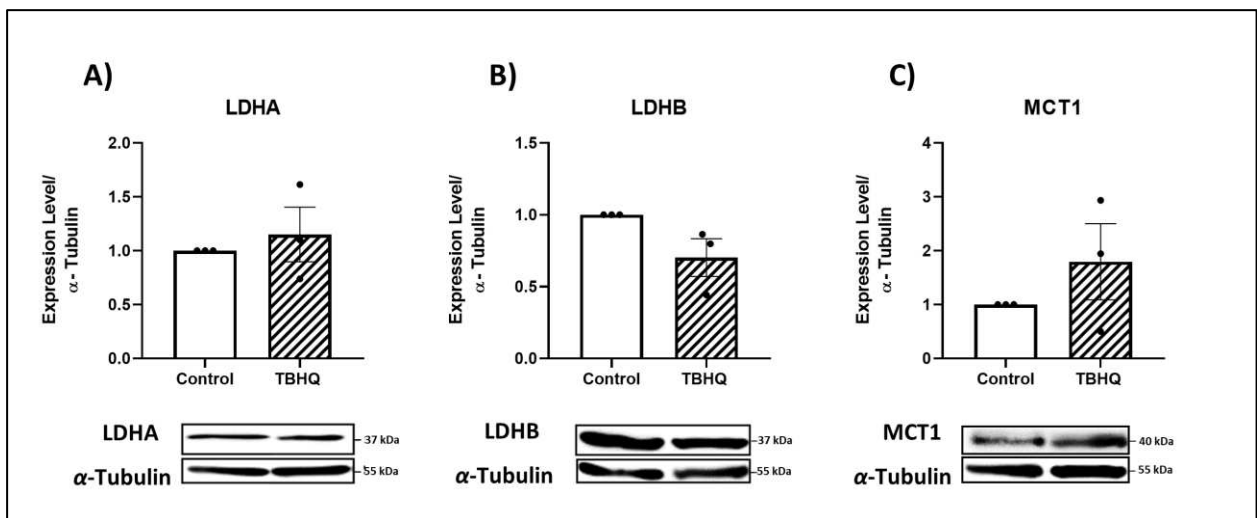 A)
LDHA
Expression Level/
α- Tubulin
2.0
1.5
1.0
0.5
0.0
Control
TBHQ
LDHA
37 kDa
α-Tubulin
55 kDa
B)
LDHB
Expression Level/
α- Tubulin
1.5
1.0
0.5
0.0
Control
TBHQ
LDHB
37 kDa
α-Tubulin
55 kDa
C)
MCT1
Expression Level/
α- Tubulin
4
3
2
1
0
Control
TBHQ
MCT1
40 kDa
α-Tubulin
55 kDa